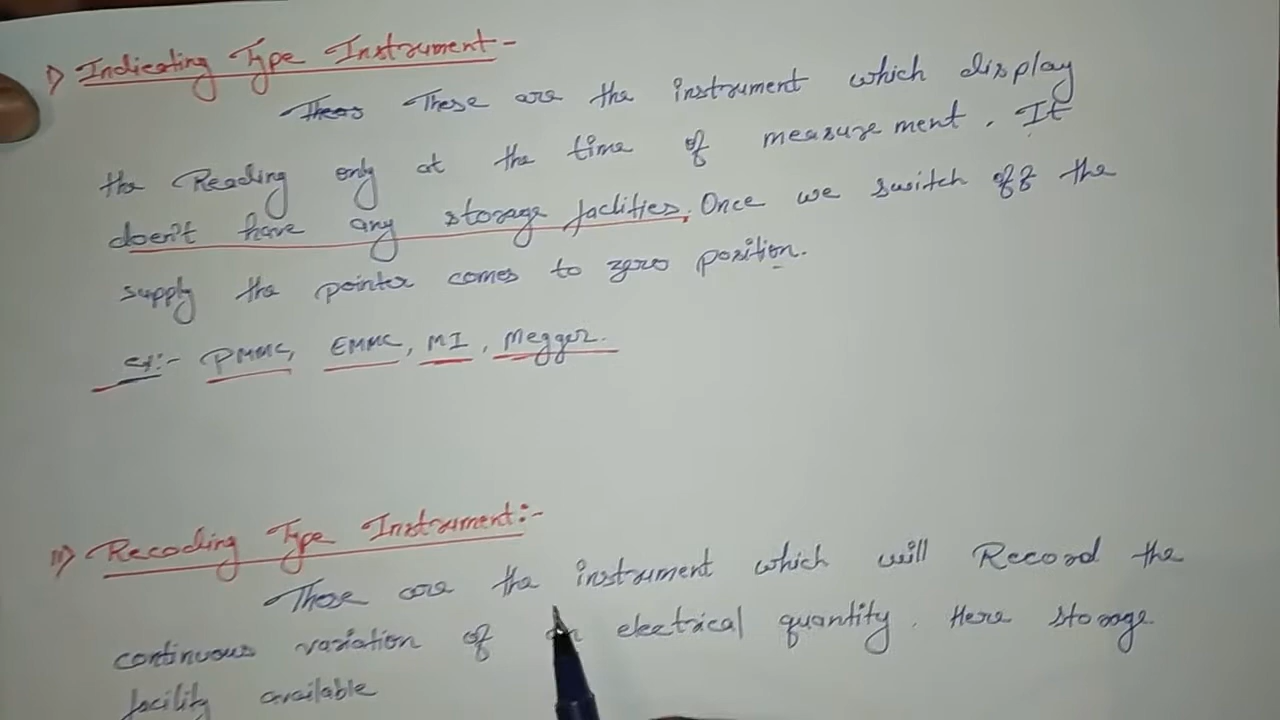 i) Indicating Type Instrument -
These are the instrument which display
the Reading only at the time of measurement. It
doen't have any storage faclities. Once we switch off the
supply the pointer comes to zero position.
ex:- PMMC, EMMC, MI, Megger.
ii) Recoding Type Instrument:-
These are the instrument which will Record the
continuous variation of an electrical quantity. Here storage
facility available